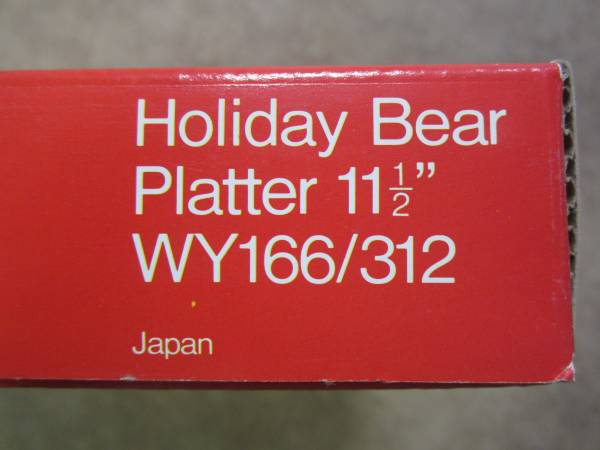 Holiday Bear
Platter 11½”
WY166/312
Japan